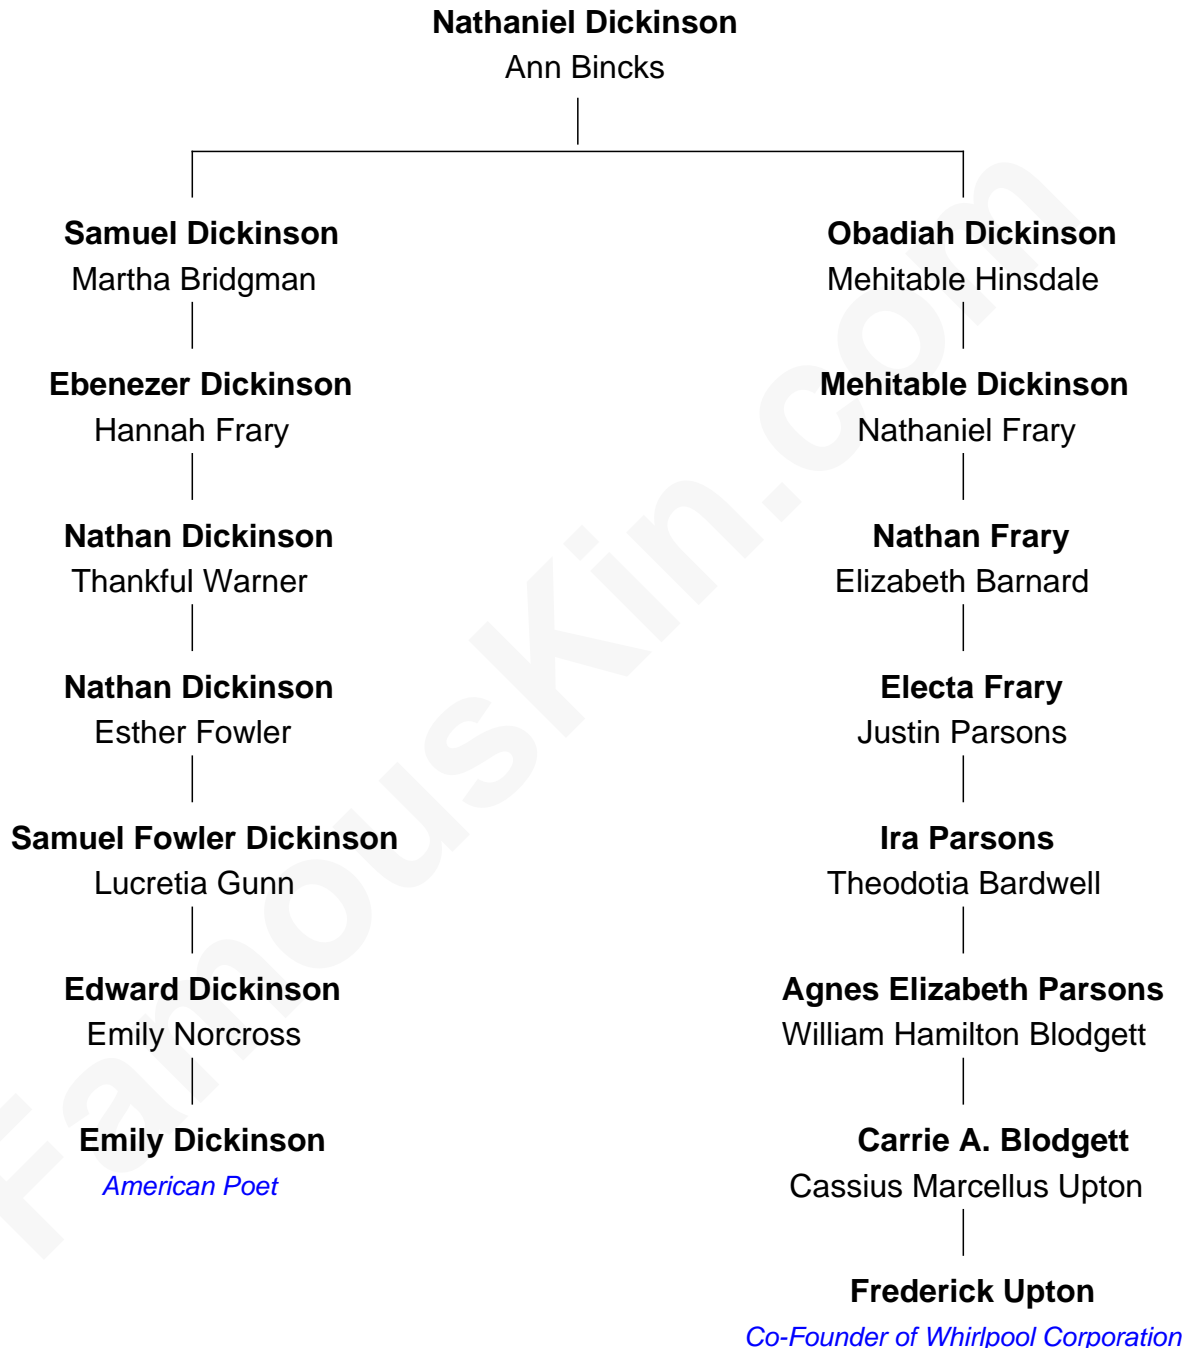 Nathaniel Dickinson
Ann Bincks
Samuel Dickinson
Martha Bridgman
Obadiah Dickinson
Mehitable Hinsdale
Ebenezer Dickinson
Hannah Frary
Mehitable Dickinson
Nathaniel Frary
Nathan Dickinson
Thankful Warner
Nathan Frary
Elizabeth Barnard
Nathan Dickinson
Esther Fowler
Electa Frary
Justin Parsons
Samuel Fowler Dickinson
Lucretia Gunn
Ira Parsons
Theodotia Bardwell
Edward Dickinson
Emily Norcross
Agnes Elizabeth Parsons
William Hamilton Blodgett
Emily Dickinson
American Poet
Carrie A. Blodgett
Cassius Marcellus Upton
Frederick Upton
Co-Founder of Whirlpool Corporation
FamousKin.com